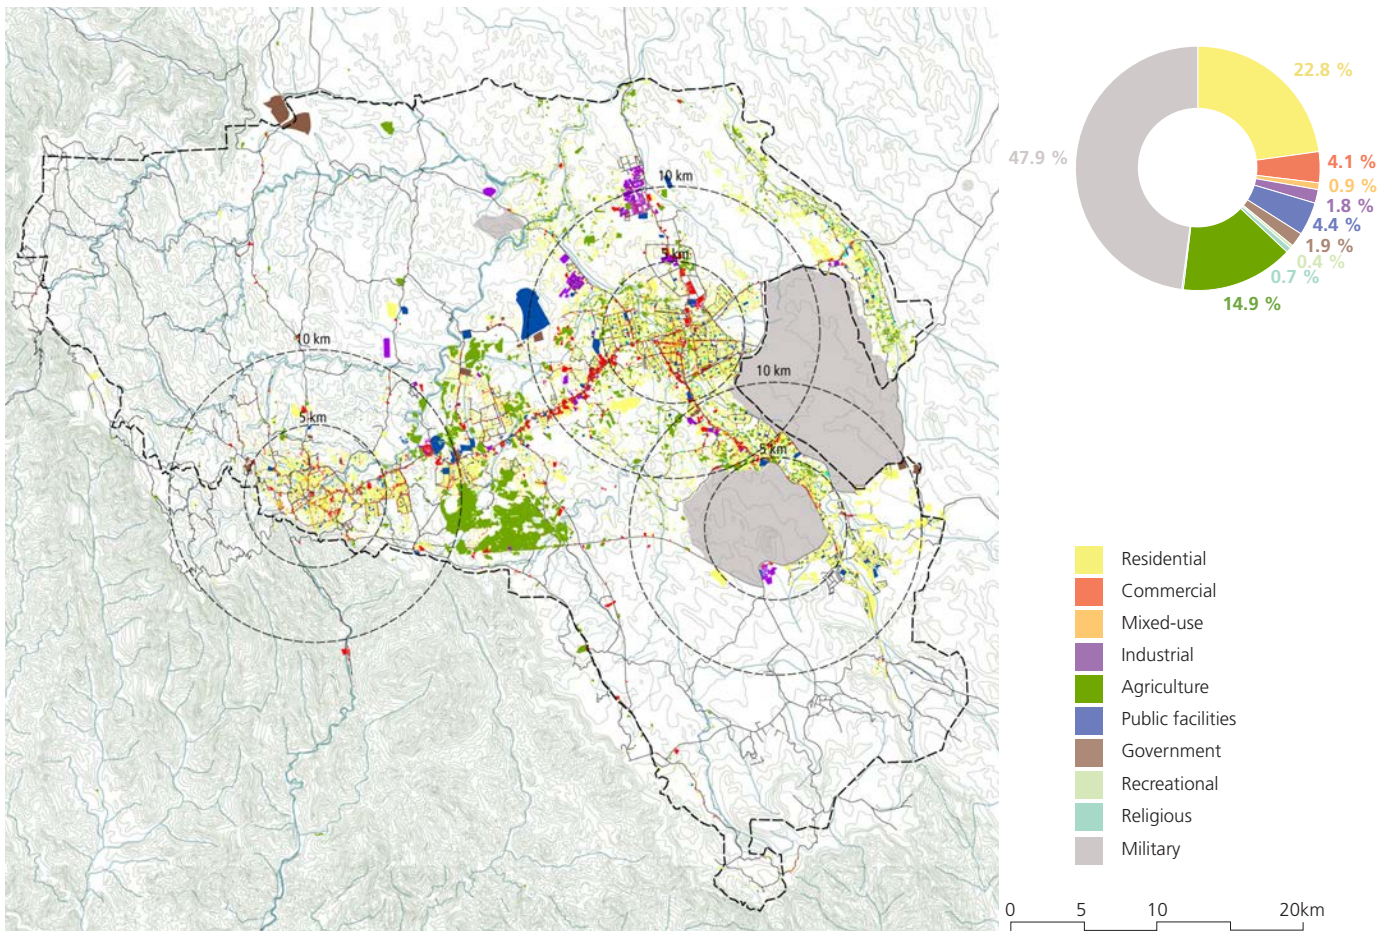 22.8 %
4.1 %
0.9 %
1.8 %
4.4 %
1.9 %
0.4 %
0.7 %
14.9 %
47.9 %
10 km
5 km
10 km
5 km
10 km
5 km
Residential
Commercial
Mixed-use
Industrial
Agriculture
Public facilities
Government
Recreational
Religious
Military
0 5 10 20km